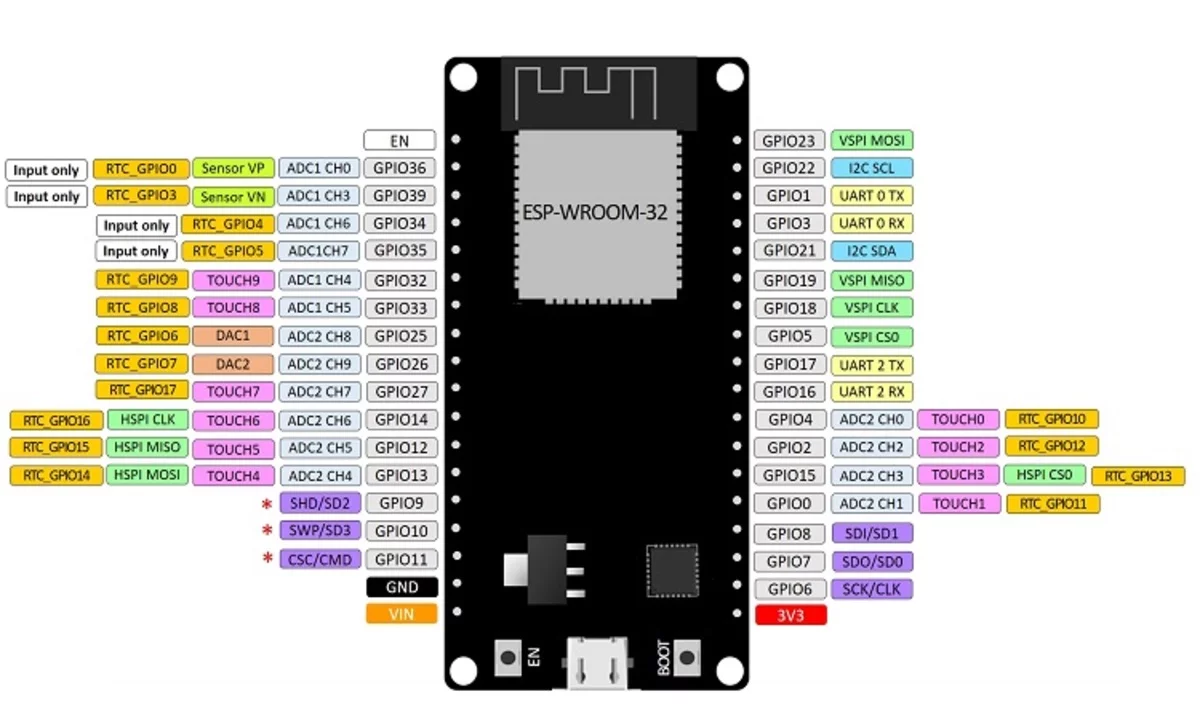 EN GPIO23 VSPI MOSI
Input only RTC_GPIO0 Sensor VP ADC1 CH0 GPIO36 GPIO22 I2C SCL
Input only RTC_GPIO3 Sensor VN ADC1 CH3 GPIO39 GPIO1 UART 0 TX
Input only RTC_GPIO4 ADC1 CH6 GPIO34 ESP-WROOM-32 GPIO3 UART 0 RX
Input only RTC_GPIO5 ADC1CH7 GPIO35 GPIO21 I2C SDA
RTC_GPIO9 TOUCH9 ADC1 CH4 GPIO32 GPIO19 VSPI MISO
RTC_GPIO8 TOUCH8 ADC1 CH5 GPIO33 GPIO18 VSPI CLK
RTC_GPIO6 DAC1 ADC2 CH8 GPIO25 GPIO5 VSPI CS0
RTC_GPIO7 DAC2 ADC2 CH9 GPIO26 GPIO17 UART 2 TX
RTC_GPIO17 TOUCH7 ADC2 CH7 GPIO27 GPIO16 UART 2 RX
RTC_GPIO16 HSPI CLK TOUCH6 ADC2 CH6 GPIO14 GPIO4 ADC2 CH0 TOUCH0 RTC_GPIO10
RTC_GPIO15 HSPI MISO TOUCH5 ADC2 CH5 GPIO12 GPIO2 ADC2 CH2 TOUCH2 RTC_GPIO12
RTC_GPIO14 HSPI MOSI TOUCH4 ADC2 CH4 GPIO13 GPIO15 ADC2 CH3 TOUCH3 HSPI CS0 RTC_GPIO13
* SHD/SD2 GPIO9 GPIO0 ADC2 CH1 TOUCH1 RTC_GPIO11
* SWP/SD3 GPIO10 GPIO8 SDI/SD1
* CSC/CMD GPIO11 GPIO7 SDO/SD0
GND GPIO6 SCK/CLK
VIN 3V3
EN BOOT